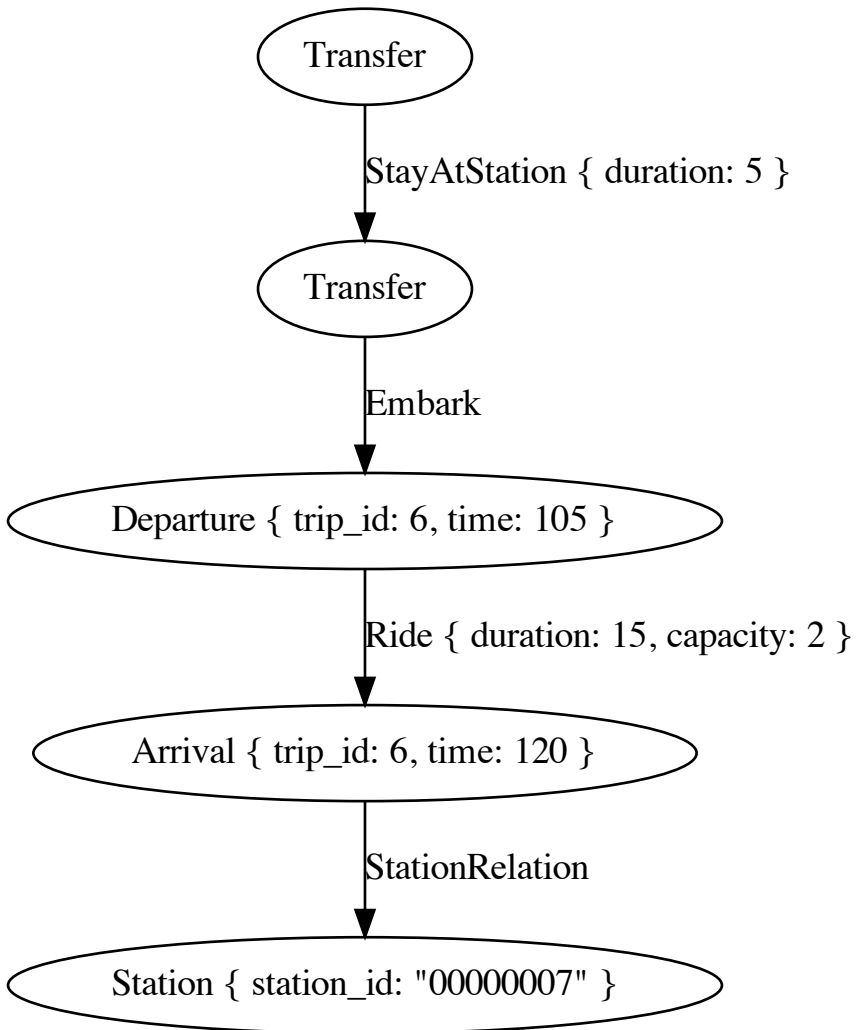 Transfer
StayAtStation { duration: 5 }
Transfer
Embark
Departure { trip_id: 6, time: 105 }
Ride { duration: 15, capacity: 2 }
Arrival { trip_id: 6, time: 120 }
StationRelation
Station { station_id: "00000007" }